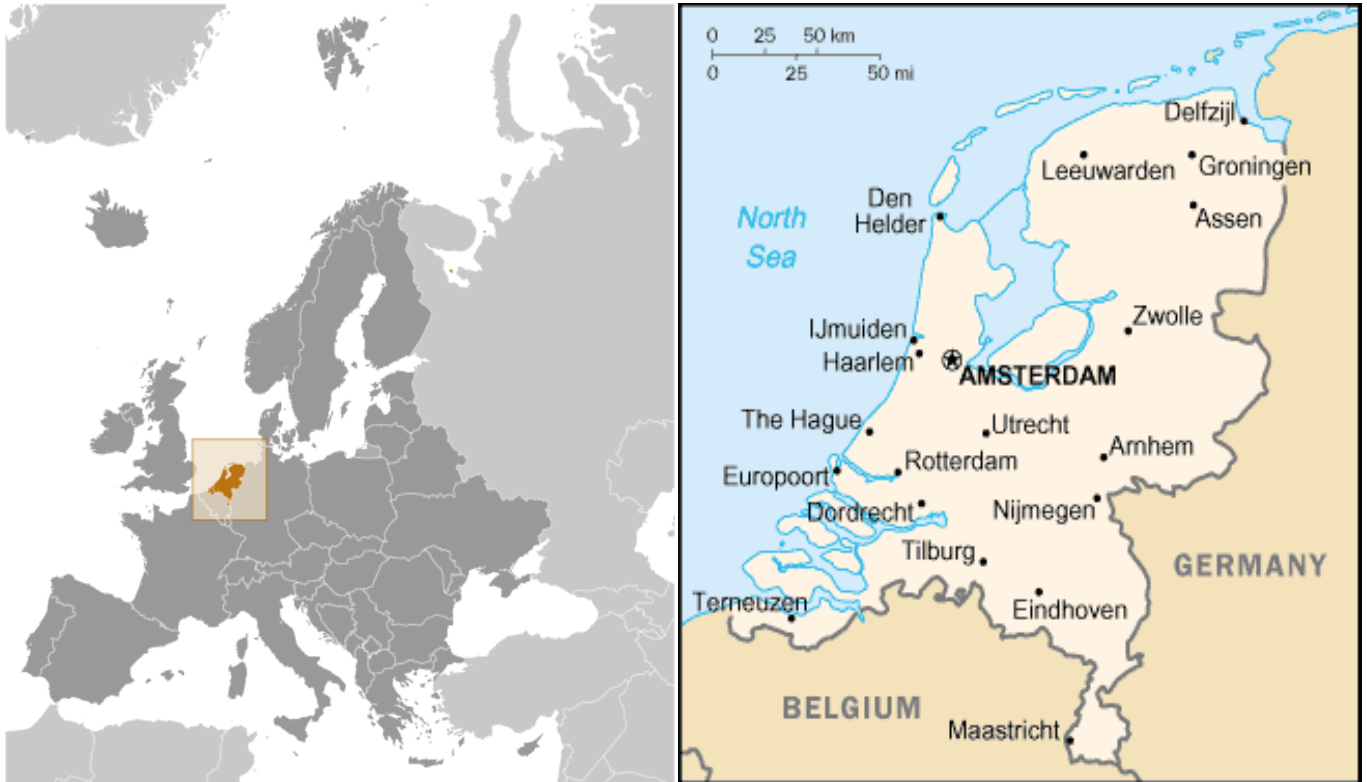 0 25 50 km
0 25 50 mi
Delfzijl
Leeuwarden
Groningen
Den
Helder
Assen
North
Sea
Zwolle
IJmuiden
Haarlem
AMSTERDAM
The Hague
Utrecht
Arnhem
Europoort
Rotterdam
Dordrecht
Nijmegen
Tilburg
GERMANY
Terneuzen
Eindhoven
BELGIUM
Maastricht